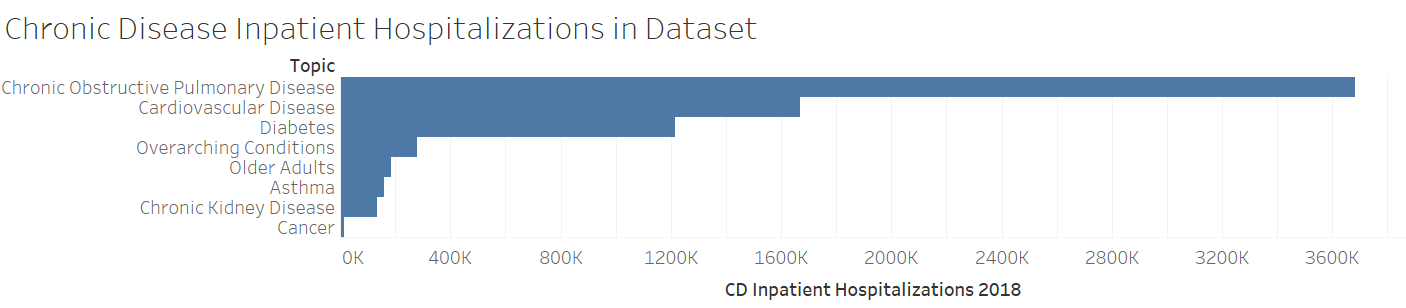 Chronic Disease Inpatient Hospitalizations in Dataset
Topic
Chronic Obstructive Pulmonary Disease
Cardiovascular Disease
Diabetes
Overarching Conditions
Older Adults
Asthma
Chronic Kidney Disease
Cancer
0K 400K 800K 1200K 1600K 2000K 2400K 2800K 3200K 3600K
CD Inpatient Hospitalizations 2018